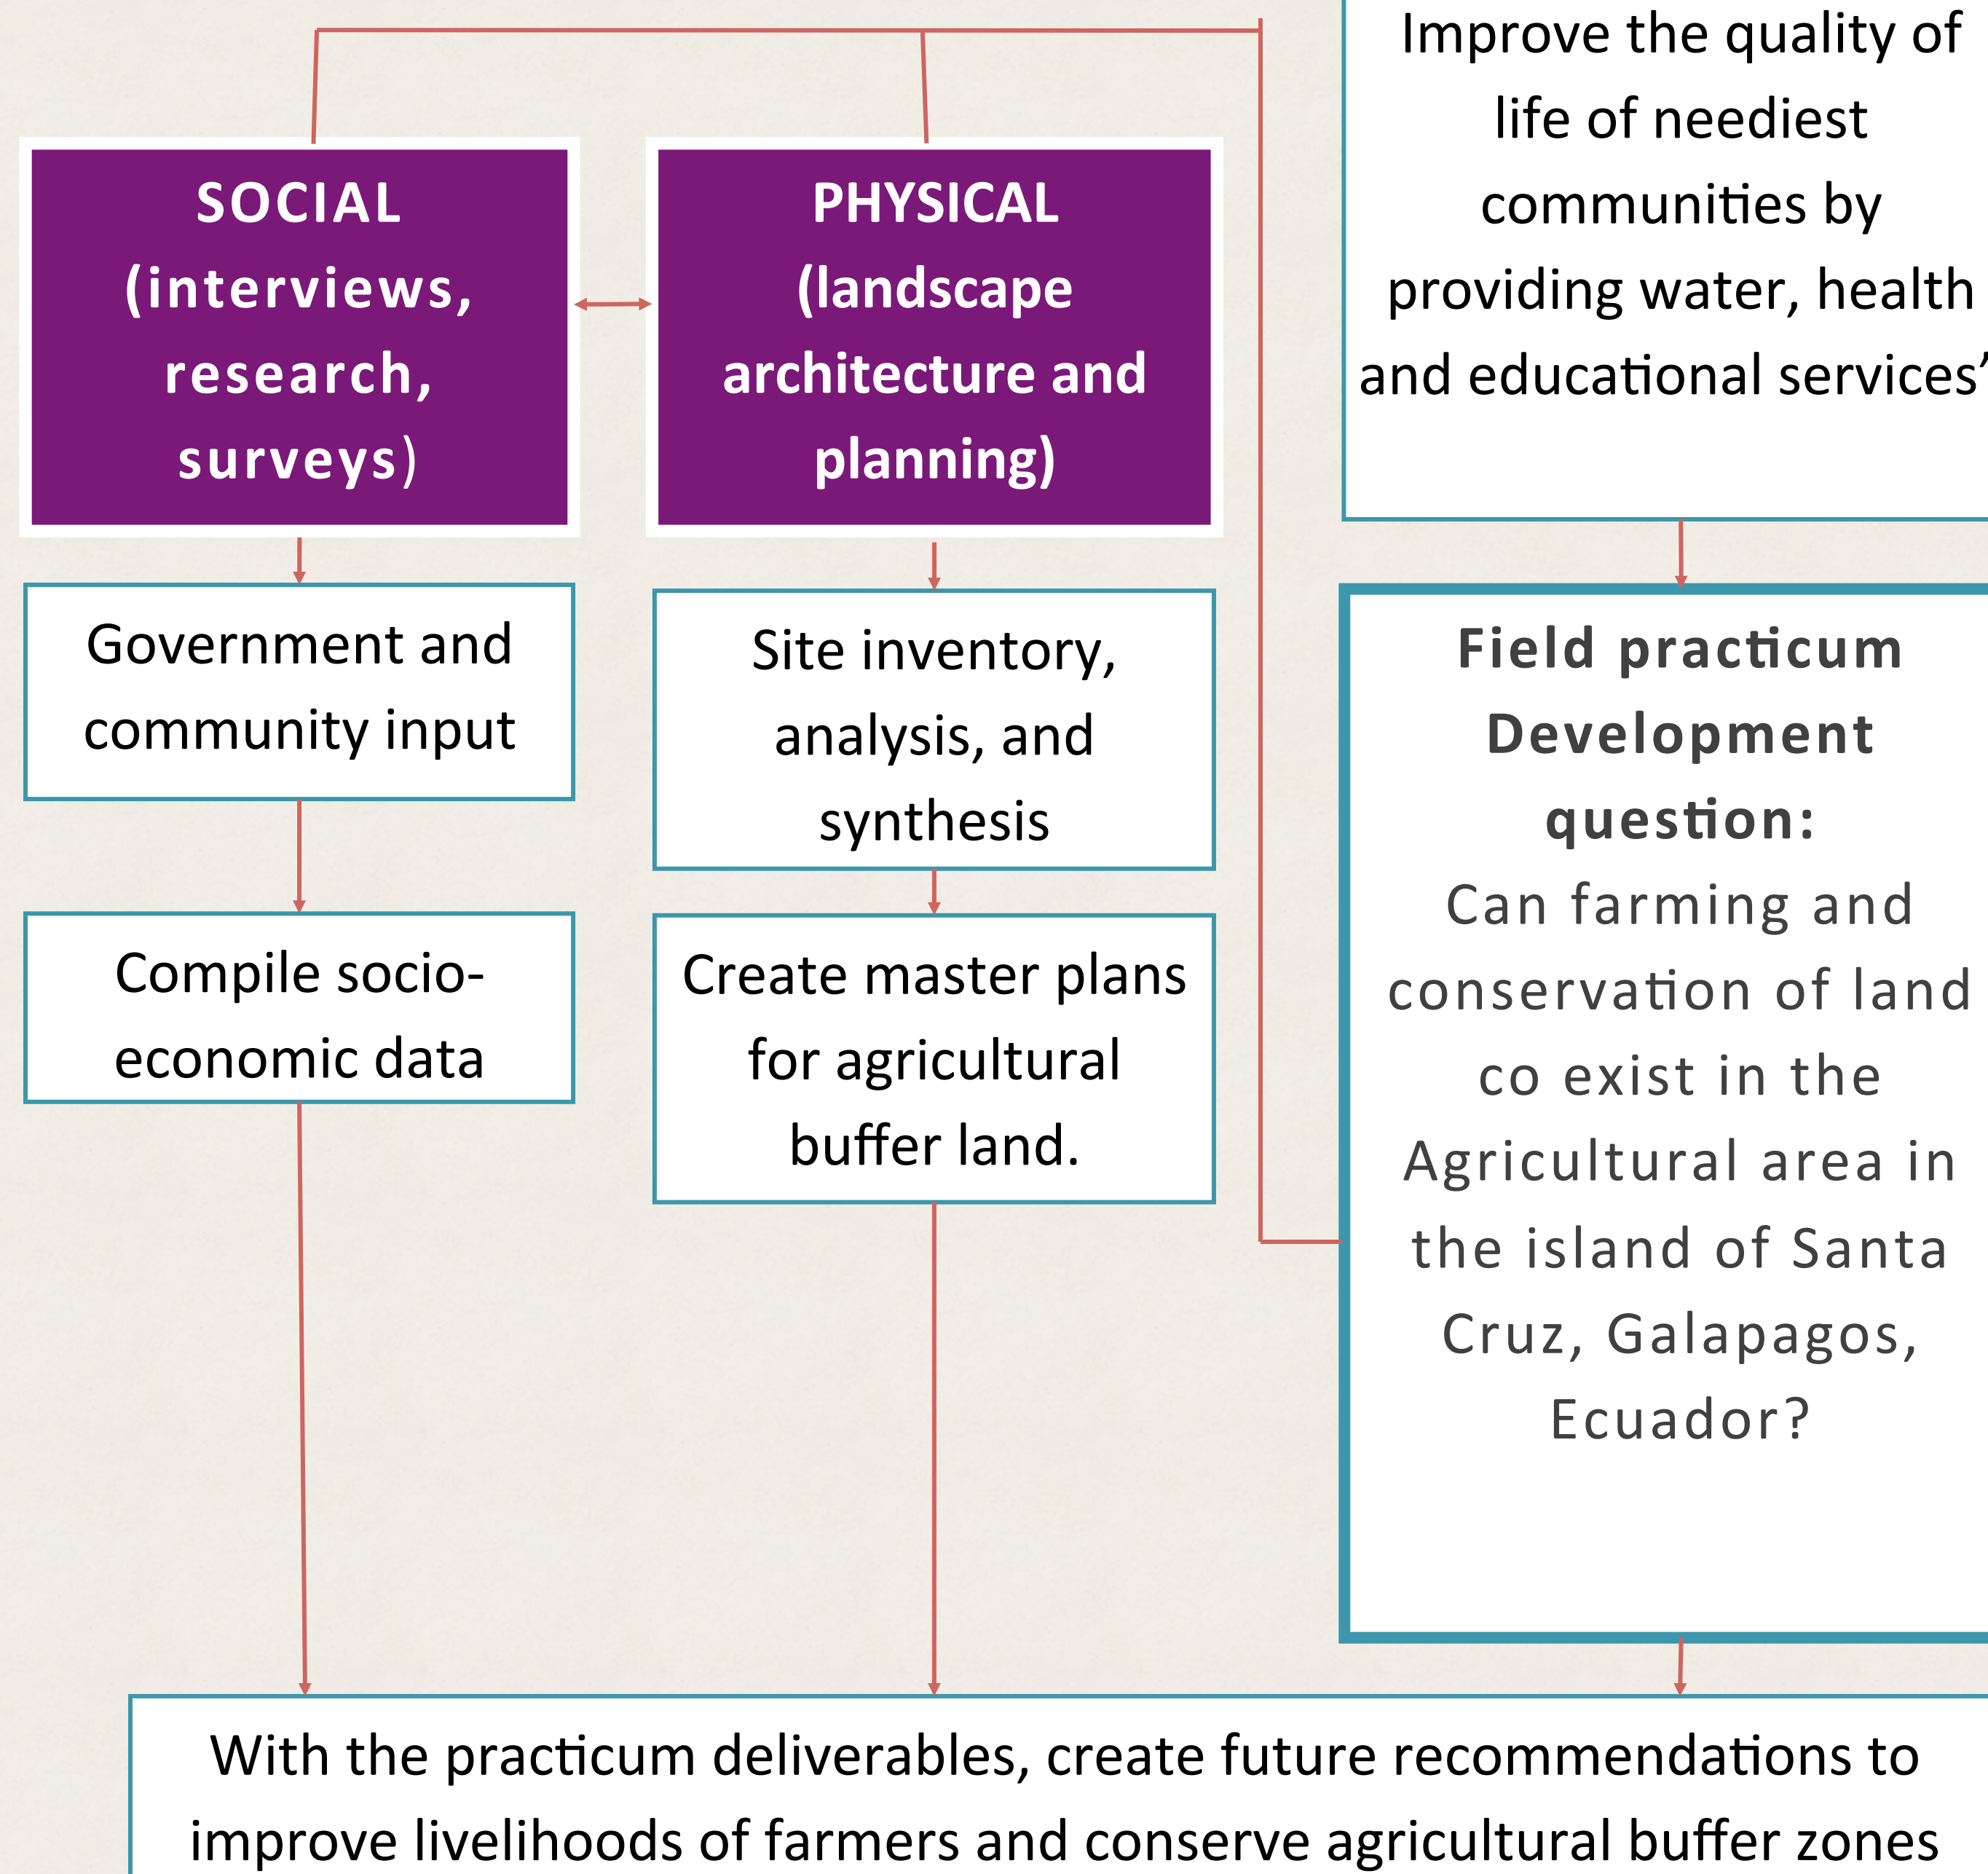 SOCIAL
(interviews,
research,
surveys)
PHYSICAL
(landscape
architecture and
planning)
Improve the quality of
life of neediest
communities by
providing water, health
and educational services’
Government and
community input
Site inventory,
analysis, and
synthesis
Field practicum
Development
question:
Can farming and
conservation of land
co exist in the
Agricultural area in
the island of Santa
Cruz, Galapagos,
Ecuador?
Compile socio-
economic data
Create master plans
for agricultural
buffer land.
With the practicum deliverables, create future recommendations to
improve livelihoods of farmers and conserve agricultural buffer zones